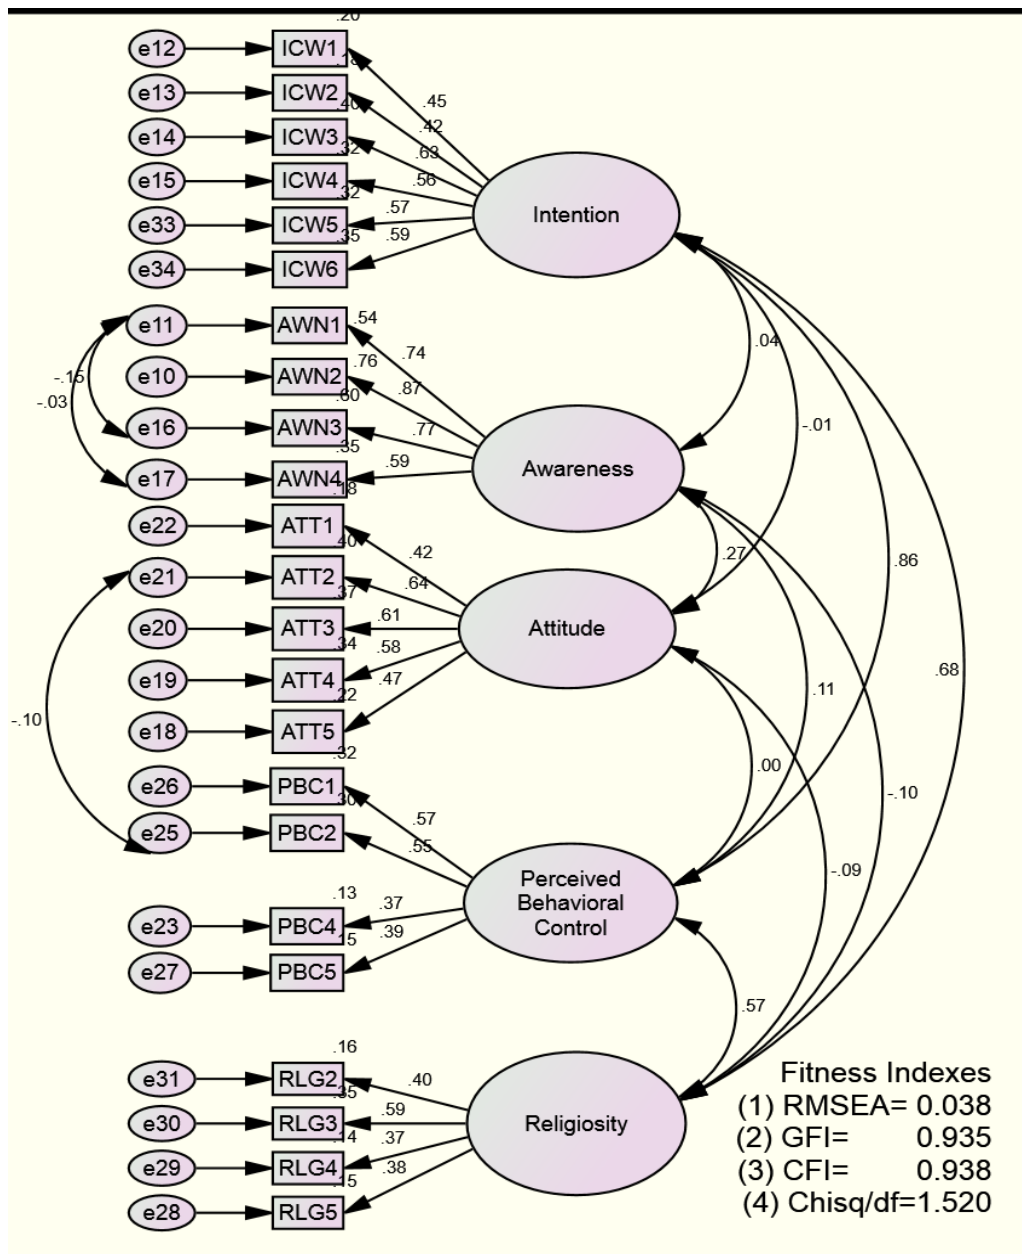 .20
e12 ICW1
.18
.45
e13 ICW2
.40
.42
e14 ICW3
.32
.63
e15 ICW4
.32
.56
e33 ICW5
.35
.57
e34 ICW6
.59
Intention
e11 AWN1
.54
.74
e10 AWN2
.76
.60
.87
e16 AWN3
.35
.77
e17 AWN4
.18
.59
-.15
-.03
Awareness
e22 ATT1
.40
.42
e21 ATT2
.37
.64
e20 ATT3
.34
.61
e19 ATT4
.22
.58
e18 ATT5
.32
.47
Attitude
-.10
e26 PBC1
.30
.57
e25 PBC2
.55
.13
e23 PBC4
.15
.37
e27 PBC5
.39
Perceived
Behavioral
Control
.16
e31 RLG2
.35
.40
e30 RLG3
.14
.59
e29 RLG4
.15
.37
e28 RLG5
.38
Religiosity
.04
-.01
.86
.68
.27
.11
-.10
.00
-.09
.57
Fitness Indexes
(1) RMSEA= 0.038
(2) GFI= 0.935
(3) CFI= 0.938
(4) Chisq/df=1.520